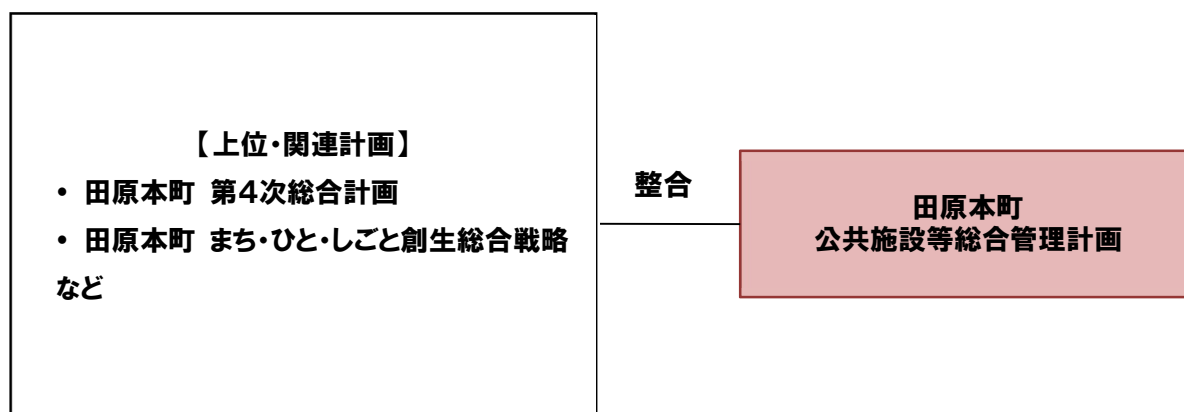 【上位・関連計画】
• 田原本町 第4次総合計画
• 田原本町 まち・ひと・しごと創生総合戦略
など
整合
田原本町
公共施設等総合管理計画